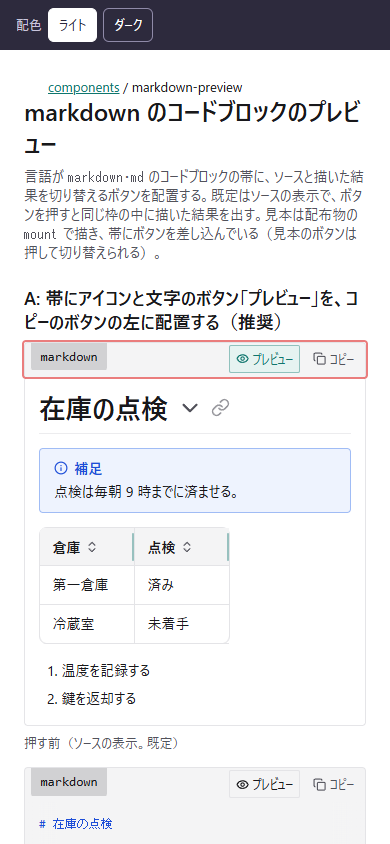 配色 ライト ダーク
components / markdown-preview
markdown のコードブロックのプレビ
ュー
言語が markdown・md のコードブロックの帯に、ソースと描いた結
果を切り替えるボタンを配置する。既定はソースの表示で、ボタ
ンを押すと同じ枠の中に描いた結果を出す。見本は配布物の
mount で描き、帯にボタンを差し込んでいる（見本のボタンは
押して切り替えられる）。
A: 帯にアイコンと文字のボタン「プレビュー」を、コ
ピーのボタンの左に配置する（推奨）
markdown プレビュー コピー
在庫の点検
補足
点検は毎朝 9 時までに済ませる。
倉庫 点検
第一倉庫 済み
冷蔵室 未着手
1. 温度を記録する
2. 鍵を返却する
押す前（ソースの表示。既定）
markdown プレビュー コピー
# 在庫の点検